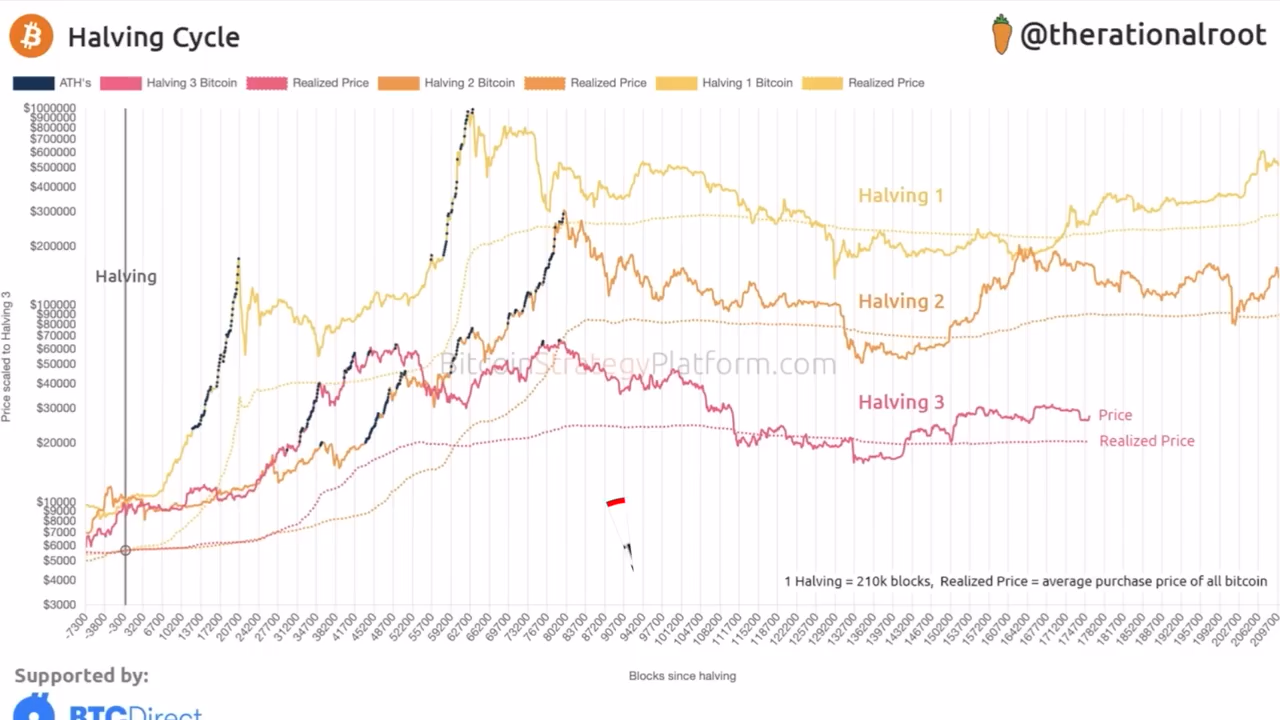 Halving Cycle
@therationalroot
ATH's Halving 3 Bitcoin Realized Price Halving 2 Bitcoin Realized Price Halving 1 Bitcoin Realized Price
$1000000
$900000
$800000
$700000
$600000
$500000
$400000
$300000
$200000
$100000
$90000
$80000
$70000
$60000
$50000
$40000
$30000
$20000
$10000
$9000
$8000
$7000
$6000
$5000
$4000
$3000
Price scaled to Halving 3
Halving
Halving 1
Halving 2
BitcoinStrategyPlatform.com
Halving 3
Price
Realized Price
1 Halving = 210k blocks, Realized Price = average purchase price of all bitcoin
-7300 -3800 -300 3200 6700 10200 13700 17200 20700 24200 27700 31200 34700 38200 41700 45200 48700 52200 55700 59200 62700 66200 69700 73200 76700 80200 83700 87200 90700 94200 97700 101200 104700 108200 111700 115200 118700 122200 125700 129200 132700 136200 139700 143200 146700 150200 153700 157200 160700 164200 167700 171200 174700 178200 181700 185200 188700 192200 195700 199200 202700 206200 209700
Blocks since halving
Supported by:
BTCDirect